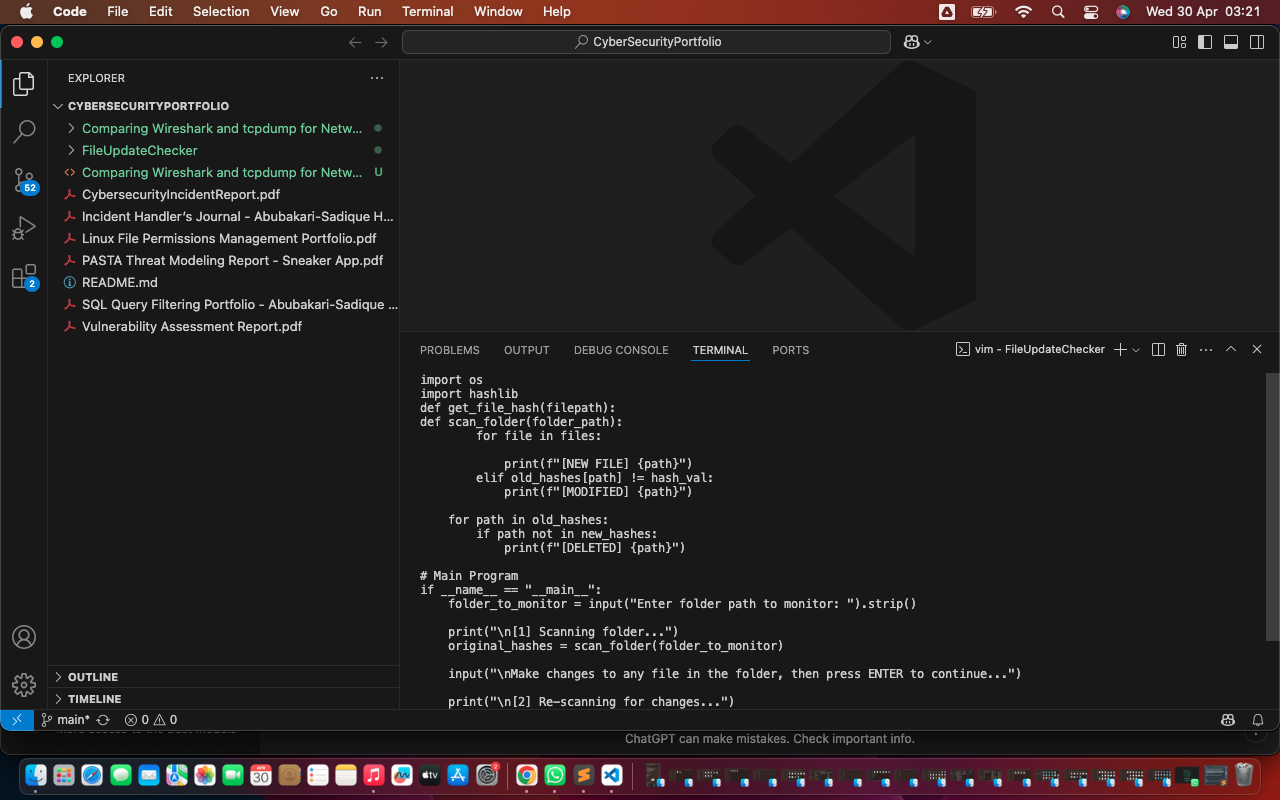 Code File Edit Selection View Go Run Terminal Window Help Wed 30 Apr 03:21
CyberSecurityPortfolio
EXPLORER
CYBERSECURITYPORTFOLIO
Comparing Wireshark and tcpdump for Netw...
FileUpdateChecker
Comparing Wireshark and tcpdump for Netw... U
CybersecurityIncidentReport.pdf
Incident Handler’s Journal - Abubakari-Sadique H...
Linux File Permissions Management Portfolio.pdf
PASTA Threat Modeling Report - Sneaker App.pdf
README.md
SQL Query Filtering Portfolio - Abubakari-Sadique ...
Vulnerability Assessment Report.pdf
52
2
OUTLINE
TIMELINE
PROBLEMS OUTPUT DEBUG CONSOLE TERMINAL PORTS
vim - FileUpdateChecker
import os
import hashlib
def get_file_hash(filepath):
def scan_folder(folder_path):
for file in files:
print(f"[NEW FILE] {path}")
elif old_hashes[path] != hash_val:
print(f"[MODIFIED] {path}")
for path in old_hashes:
if path not in new_hashes:
print(f"[DELETED] {path}")
# Main Program
if __name__ == "__main__":
folder_to_monitor = input("Enter folder path to monitor: ").strip()
print("\n[1] Scanning folder...")
original_hashes = scan_folder(folder_to_monitor)
input("\nMake changes to any file in the folder, then press ENTER to continue...")
print("\n[2] Re-scanning for changes...")
main* 0 0
ChatGPT can make mistakes. Check important info.
APR
30
tv
2